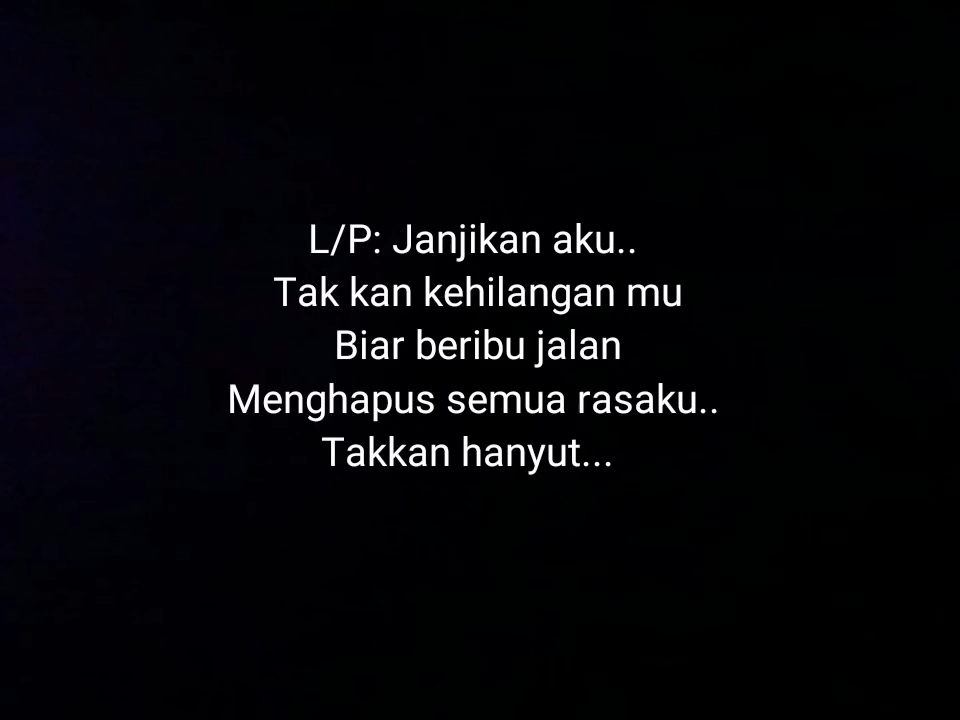 L/P: Janjikan aku..
Tak kan kehilangan mu
Biar beribu jalan
Menghapus semua rasaku..
Takkan hanyut...